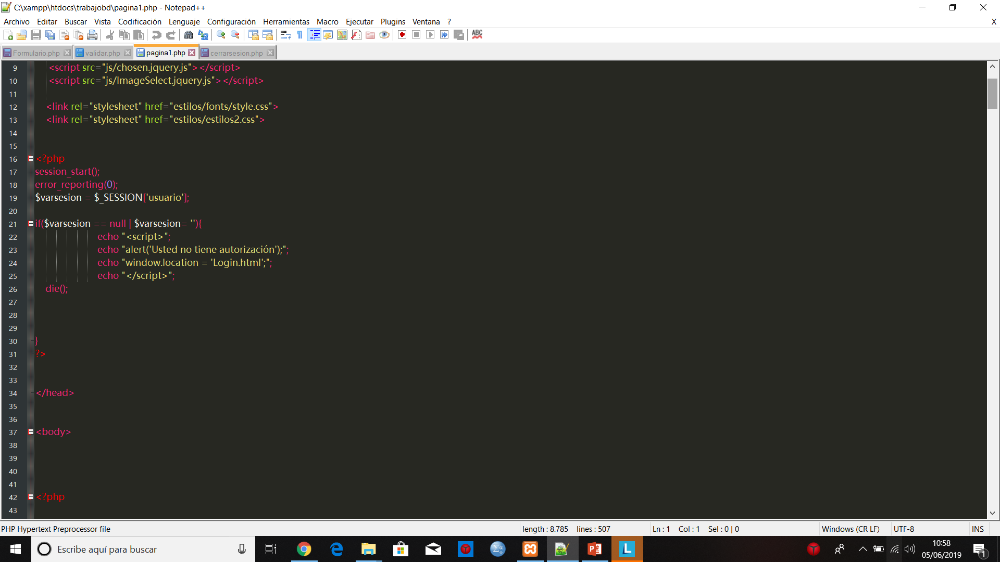 C:\xampp\htdocs\trabajobd\pagina1.php - Notepad++
Archivo Editar Buscar Vista Codificación Lenguaje Configuración Herramientas Macro Ejecutar Plugins Ventana ? X
ABC
Formulario.php validar.php pagina1.php cerrarsesion.php
9 <script src="js/chosen.jquery.js"></script>
10 <script src="js/ImageSelect.jquery.js"></script>
11
12 <link rel="stylesheet" href="estilos/fonts/style.css">
13 <link rel="stylesheet" href="estilos/estilos2.css">
14
15
16 <?php
17 session_start();
18 error_reporting(0);
19 $varsesion = $_SESSION['usuario'];
20
21 if($varsesion == null | $varsesion= ''){
22 echo "<script>";
23 echo "alert('Usted no tiene autorización');";
24 echo "window.location = 'Login.html';";
25 echo "</script>";
26 die();
27
28
29
30 }
31 ?>
32
33
34 </head>
35
36
37 <body>
38
39
40
41
42 <?php
43
PHP Hypertext Preprocessor file length : 8.785 lines : 507 Ln : 1 Col : 1 Sel : 0 | 0 Windows (CR LF) UTF-8 INS
Escribe aquí para buscar
L
10:58
05/06/2019
1